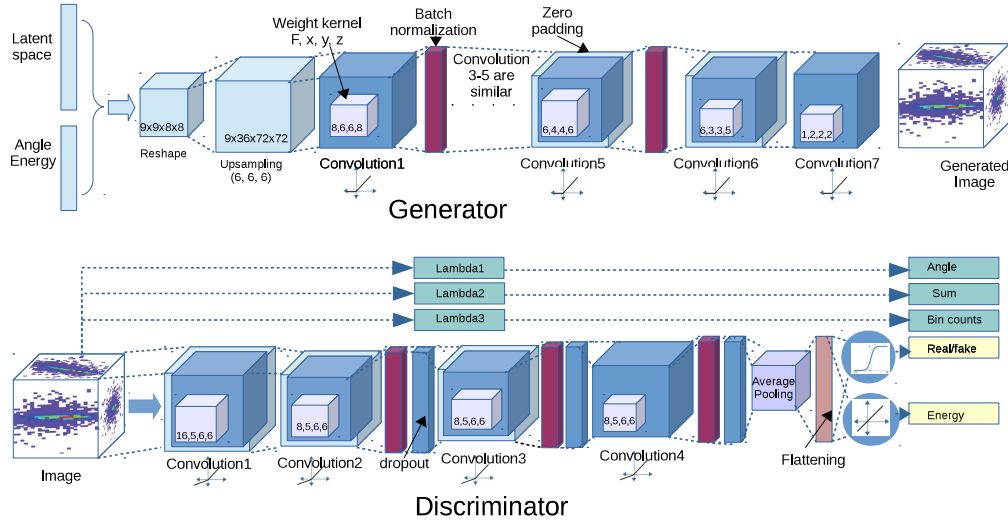 Latent
space
Angle
Energy
9x9x8x8
Reshape
9x36x72x72
Upsampling
(6, 6, 6)
Weight kernel
F, x, y, z
8,6,6,8
Convolution1
Batch
normalization
Convolution
3-5 are
similar
. . . .
Zero
padding
6,4,4,6
Convolution5
6,3,3,5
Convolution6
1,2,2,2
Convolution7
Generated
Image
Generator
Lambda1
Angle
Lambda2
Sum
Lambda3
Bin counts
Real/fake
Energy
Image
16,5,6,6
Convolution1
8,5,6,6
Convolution2
dropout
8,5,6,6
Convolution3
8,5,6,6
Convolution4
Average
Pooling
Flattening
Discriminator